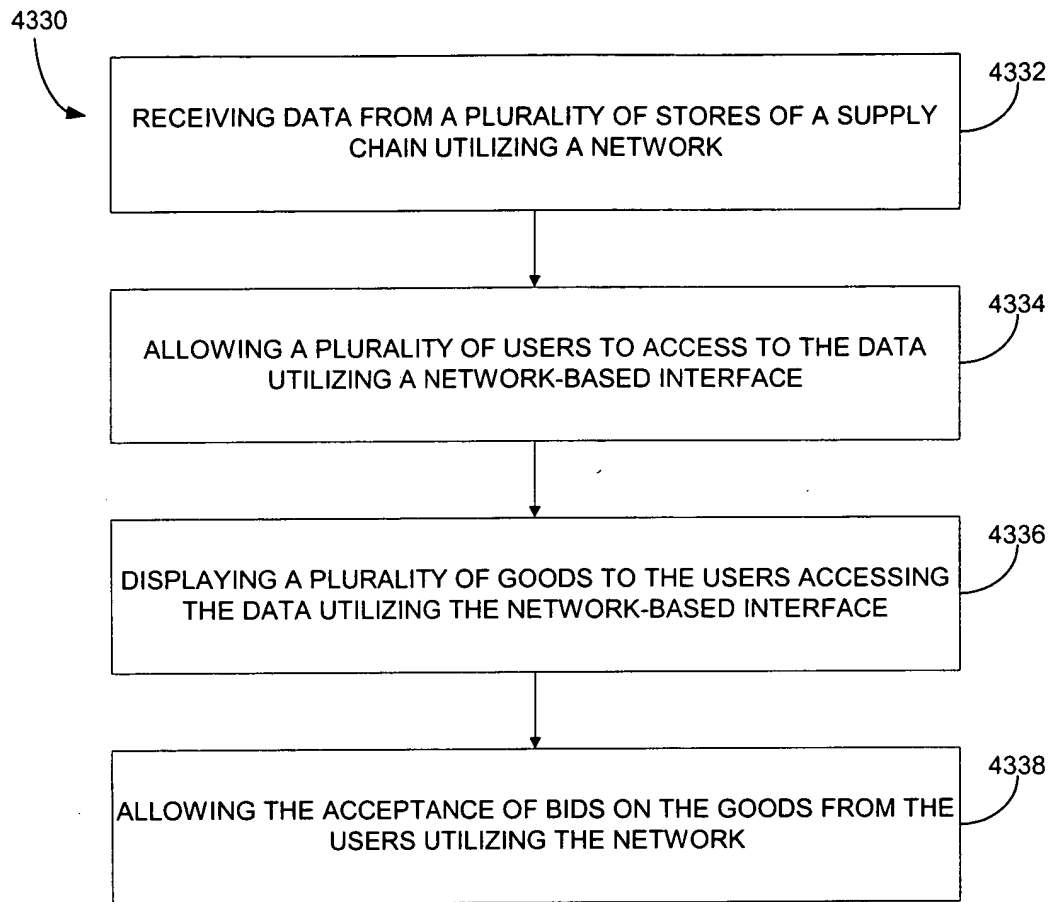 4330
4332
RECEIVING DATA FROM A PLURALITY OF STORES OF A SUPPLY
CHAIN UTILIZING A NETWORK
4334
ALLOWING A PLURALITY OF USERS TO ACCESS TO THE DATA
UTILIZING A NETWORK-BASED INTERFACE
4336
DISPLAYING A PLURALITY OF GOODS TO THE USERS ACCESSING
THE DATA UTILIZING THE NETWORK-BASED INTERFACE
4338
ALLOWING THE ACCEPTANCE OF BIDS ON THE GOODS FROM THE
USERS UTILIZING THE NETWORK